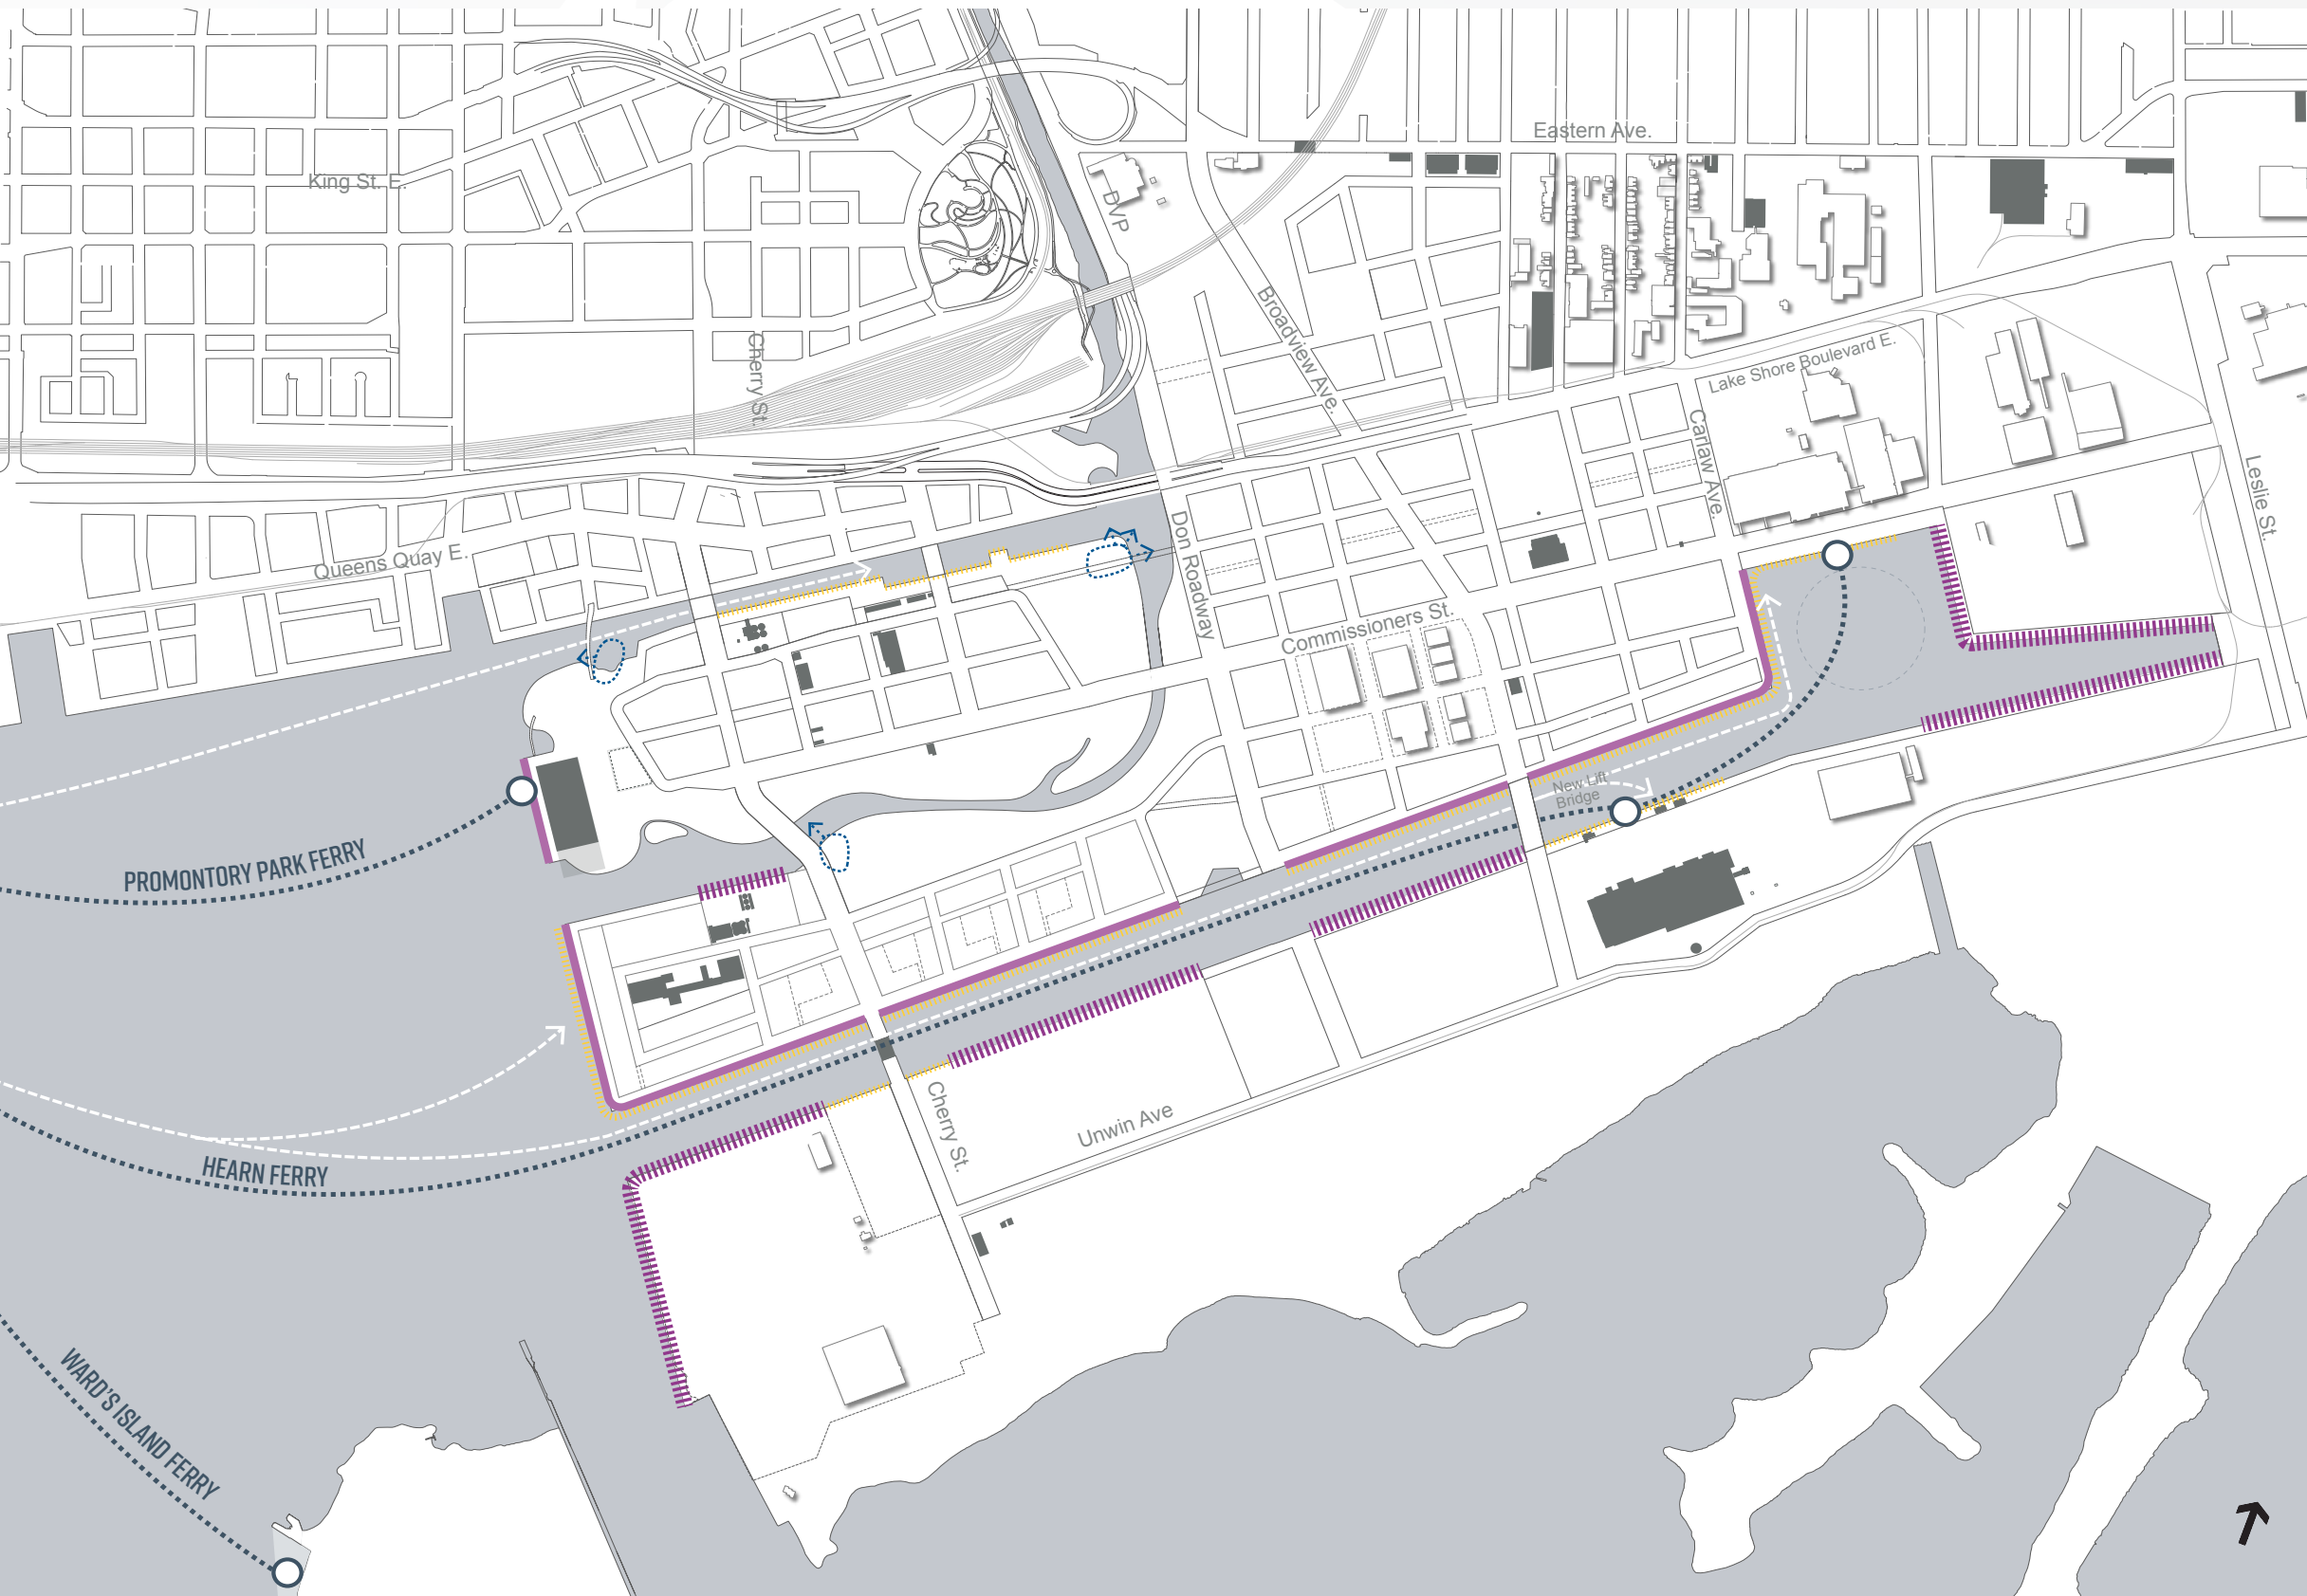 Eastern Ave.
King St. E.
DVP
Broadview Ave.
Cherry St.
Lake Shore Boulevard E.
Carlaw Ave.
Leslie St.
Queens Quay E.
Don Roadway
Commissioners St.
New Lift
Bridge
PROMONTORY PARK FERRY
HEARN FERRY
Cherry St.
Unwin Ave
WARD'S ISLAND FERRY